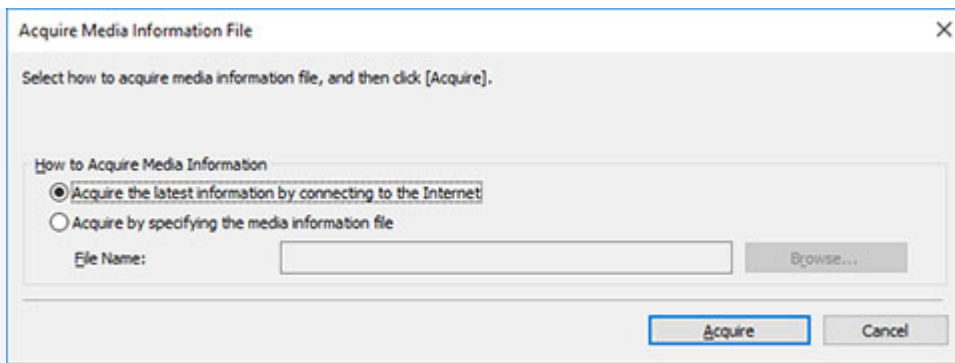 Acquire Media Information File
Select how to acquire media information file, and then click [Acquire].
How to Acquire Media Information
Acquire the latest information by connecting to the Internet
Acquire by specifying the media information file
File Name:
Browse...
Acquire
Cancel